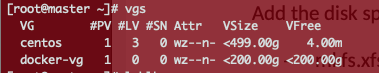 [root@master ~]# vgs
Add the disk sp
VG #PV #LV #SN Attr VSize VFree
centos 1 3 0 wz--n- <499.00g 4.00m
docker-vg 1 0 0 wz--n- <200.00g <200.00g